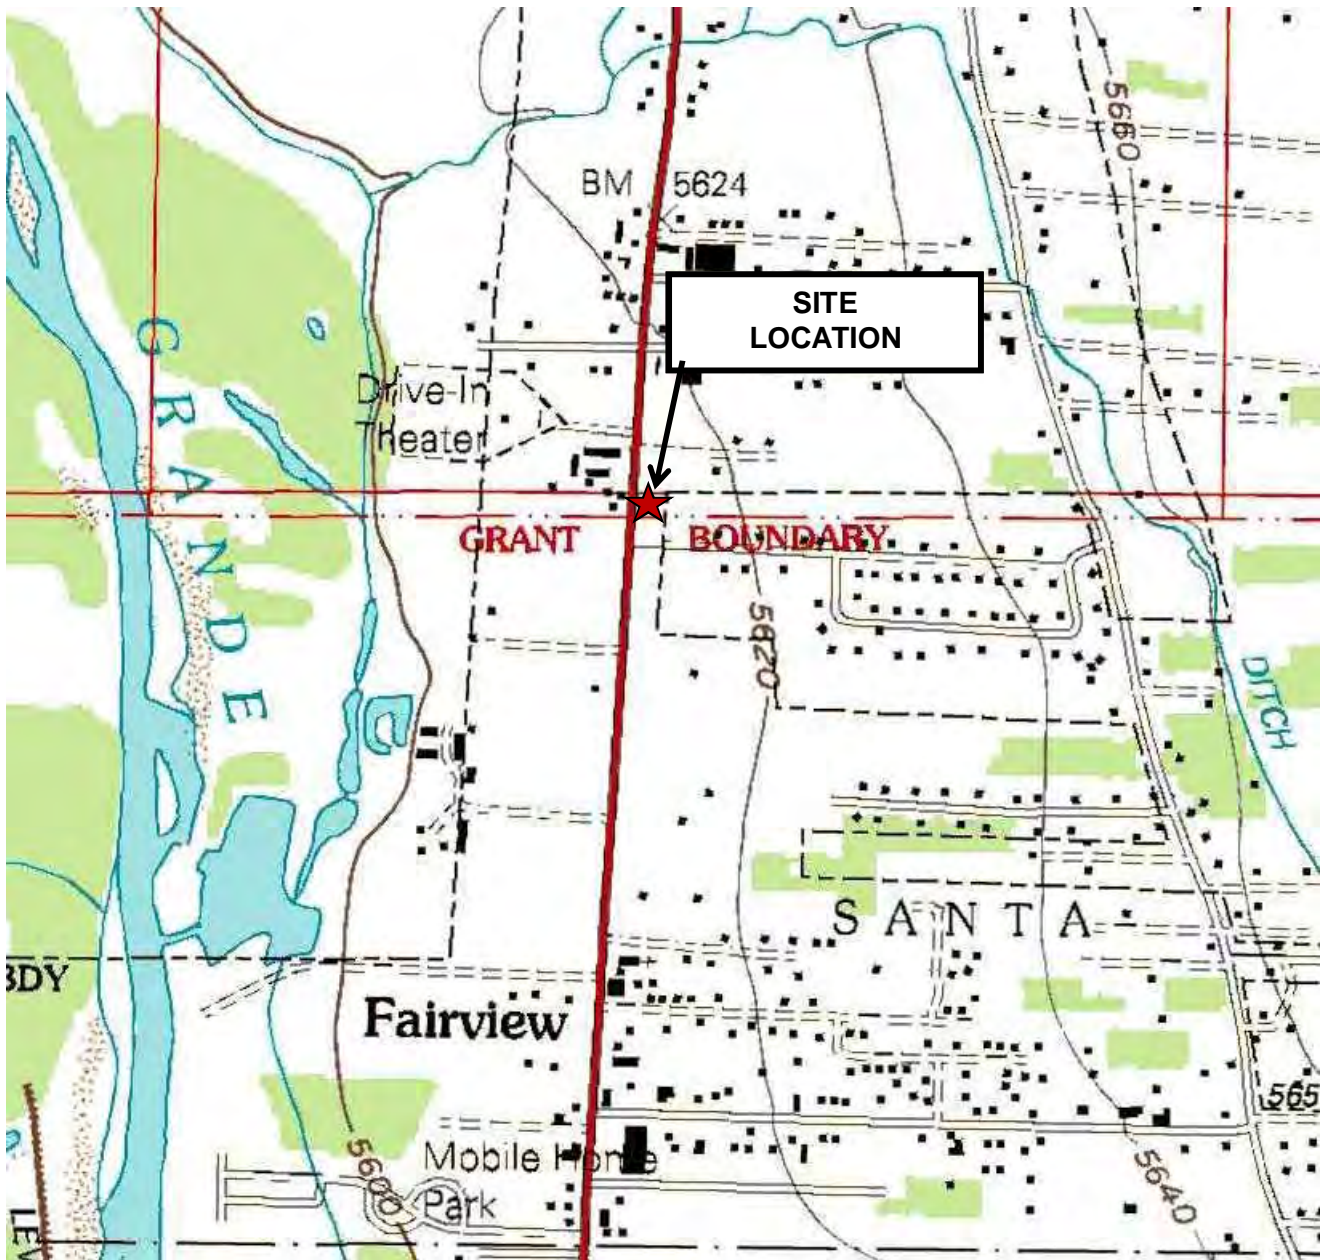 5660
BM 5624
SITE
LOCATION
GRANDE
Drive-In
Theater
GRANT BOUNDARY
5620
DITCH
SANTA
BDY
Fairview
565
5600
Mobile Home
Park
5640
LEV